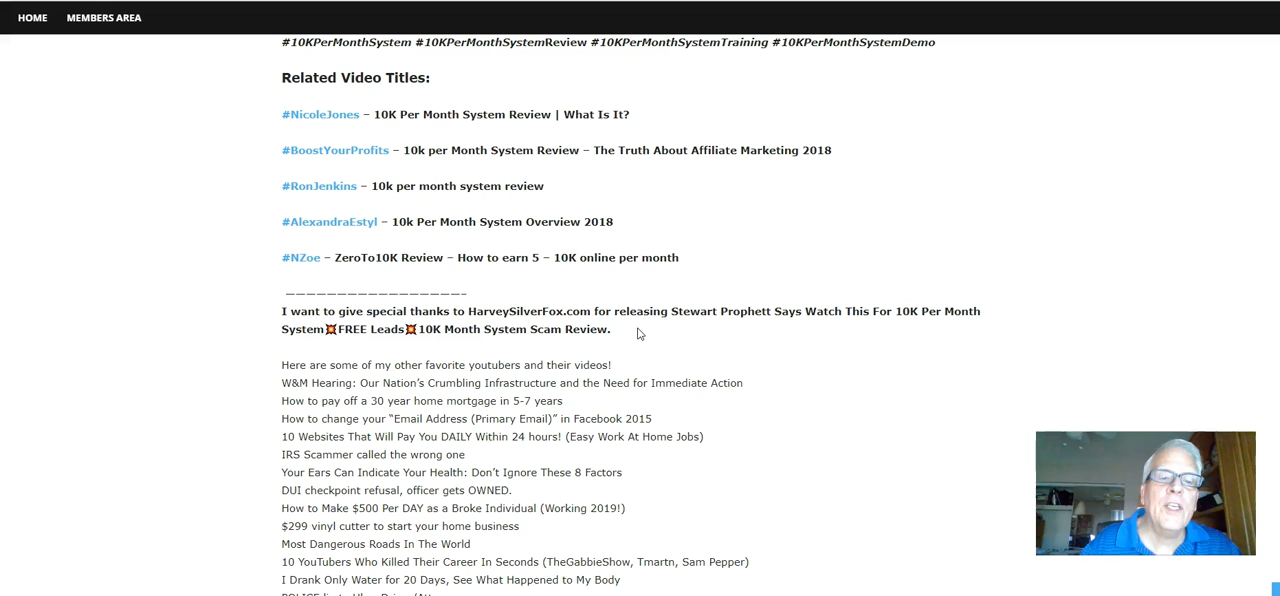 HOME MEMBERS AREA
#10KPerMonthSystem #10KPerMonthSystemReview #10KPerMonthSystemTraining #10KPerMonthSystemDemo
Related Video Titles:
#NicoleJones – 10K Per Month System Review | What Is It?
#BoostYourProfits – 10k per Month System Review – The Truth About Affiliate Marketing 2018
#RonJenkins – 10k per month system review
#AlexandraEstyl – 10k Per Month System Overview 2018
#NZoe – ZeroTo10K Review – How to earn 5 – 10K online per month
—————————————————–
I want to give special thanks to HarveySilverFox.com for releasing Stewart Prophett Says Watch This For 10K Per Month
System💥FREE Leads💥10K Month System Scam Review.
Here are some of my other favorite youtubers and their videos!
W&M Hearing: Our Nation’s Crumbling Infrastructure and the Need for Immediate Action
How to pay off a 30 year home mortgage in 5-7 years
How to change your “Email Address (Primary Email)” in Facebook 2015
10 Websites That Will Pay You DAILY Within 24 hours! (Easy Work At Home Jobs)
IRS Scammer called the wrong one
Your Ears Can Indicate Your Health: Don’t Ignore These 8 Factors
DUI checkpoint refusal, officer gets OWNED.
How to Make $500 Per DAY as a Broke Individual (Working 2019!)
$299 vinyl cutter to start your home business
Most Dangerous Roads In The World
10 YouTubers Who Killed Their Career In Seconds (TheGabbieShow, Tmartn, Sam Pepper)
I Drank Only Water for 20 Days, See What Happened to My Body